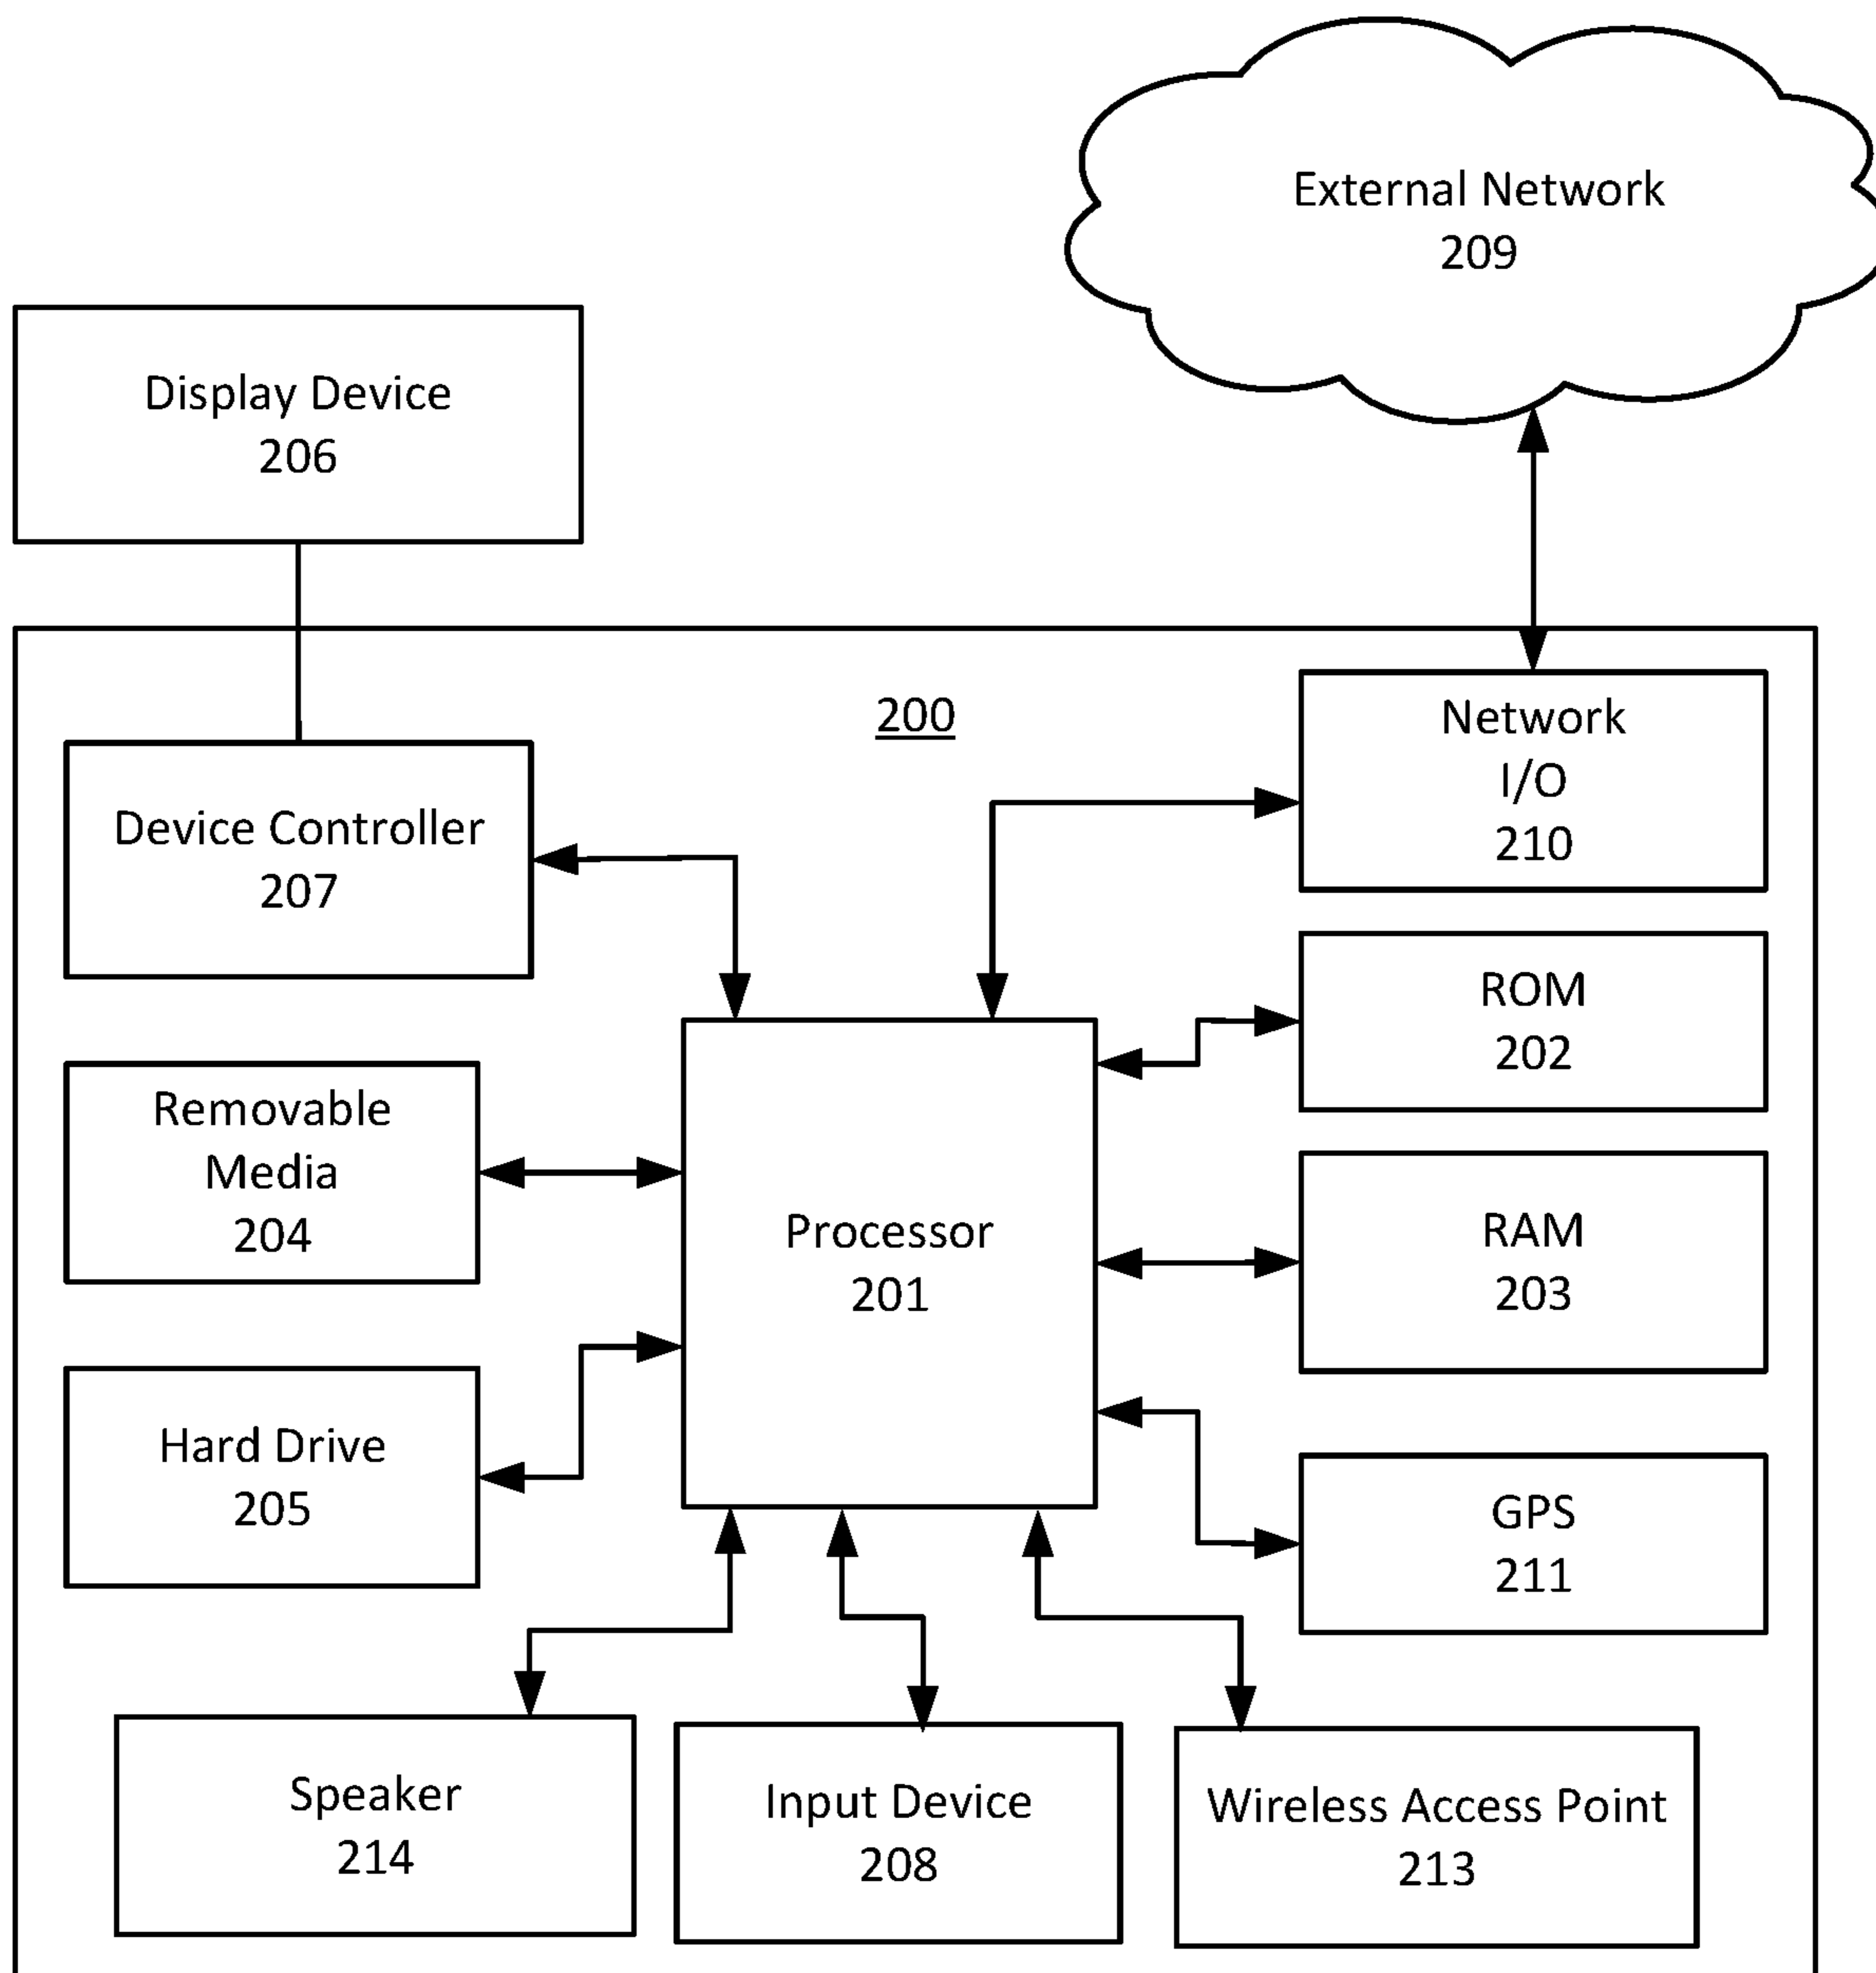 External Network
209
Display Device
206
200
Network
I/O
210
Device Controller
207
ROM
202
Removable
Media
204
RAM
203
Processor
201
Hard Drive
205
GPS
211
Speaker
214
Input Device
208
Wireless Access Point
213